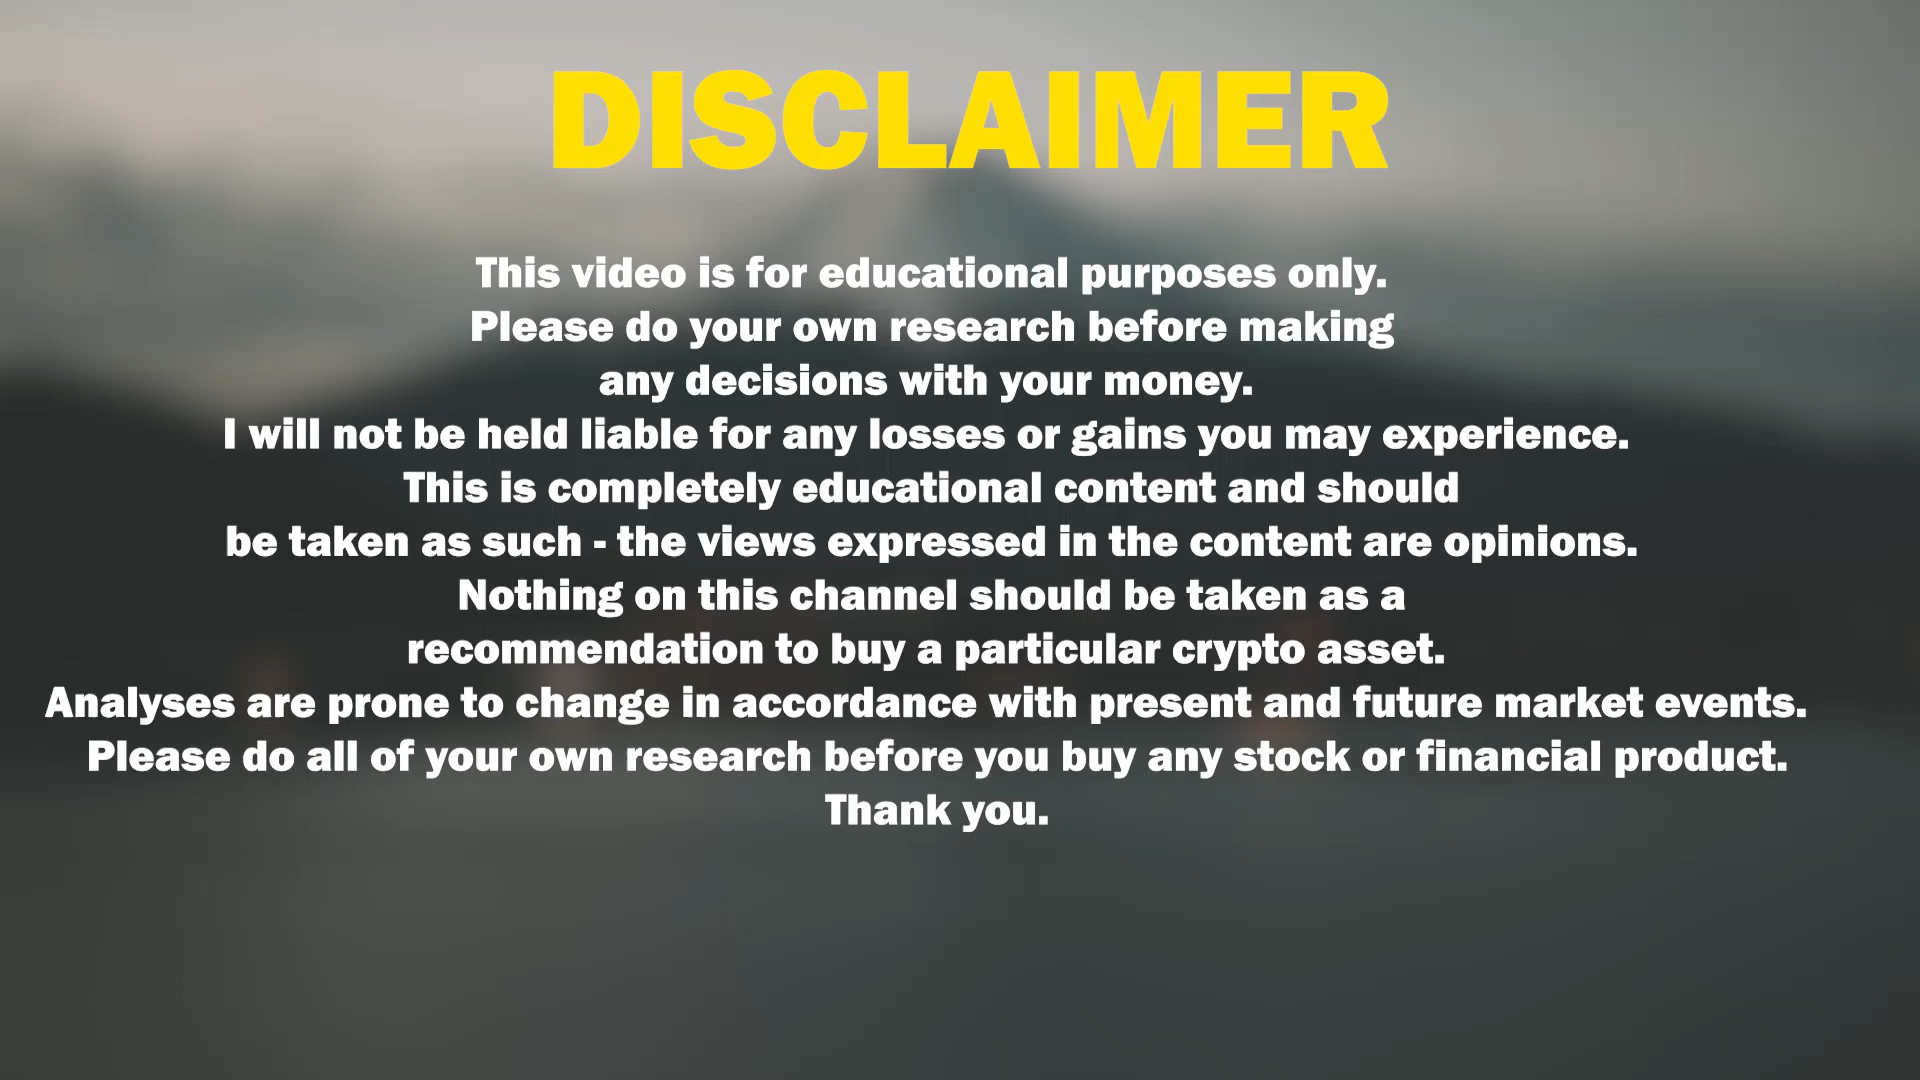 DISCLAIMER
This video is for educational purposes only.
Please do your own research before making
any decisions with your money.
I will not be held liable for any losses or gains you may experience.
This is completely educational content and should
be taken as such - the views expressed in the content are opinions.
Nothing on this channel should be taken as a
recommendation to buy a particular crypto asset.
Analyses are prone to change in accordance with present and future market events.
Please do all of your own research before you buy any stock or financial product.
Thank you.